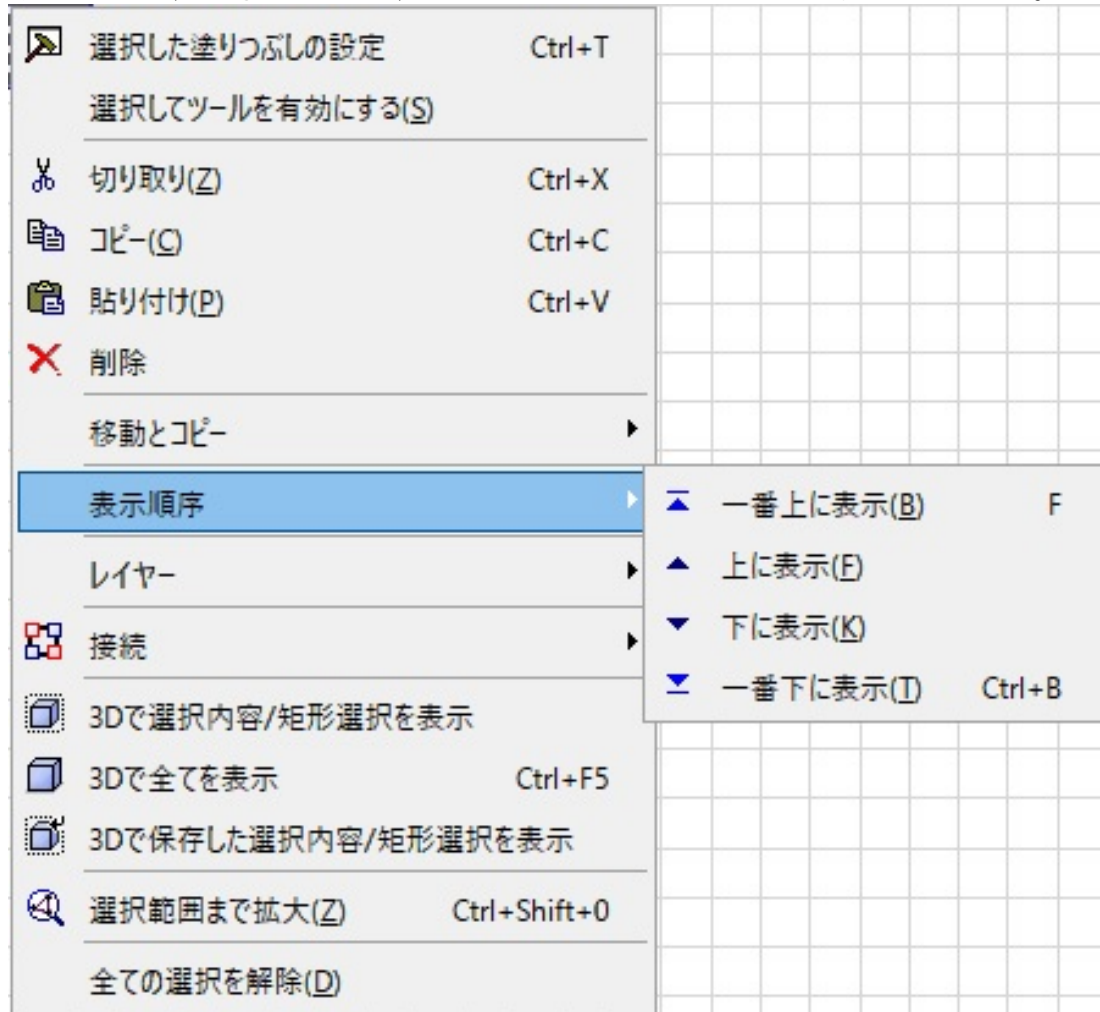 選択した塗りつぶしの設定 Ctrl+T
選択してツールを有効にする(S)
切り取り(Z) Ctrl+X
コピー(C) Ctrl+C
貼り付け(P) Ctrl+V
削除
移動とコピー
表示順序
一番上に表示(B) F
上に表示(F)
下に表示(K)
一番下に表示(T) Ctrl+B
レイヤー
接続
3Dで選択内容/矩形選択を表示
3Dで全てを表示 Ctrl+F5
3Dで保存した選択内容/矩形選択を表示
選択範囲まで拡大(Z) Ctrl+Shift+0
全ての選択を解除(D)